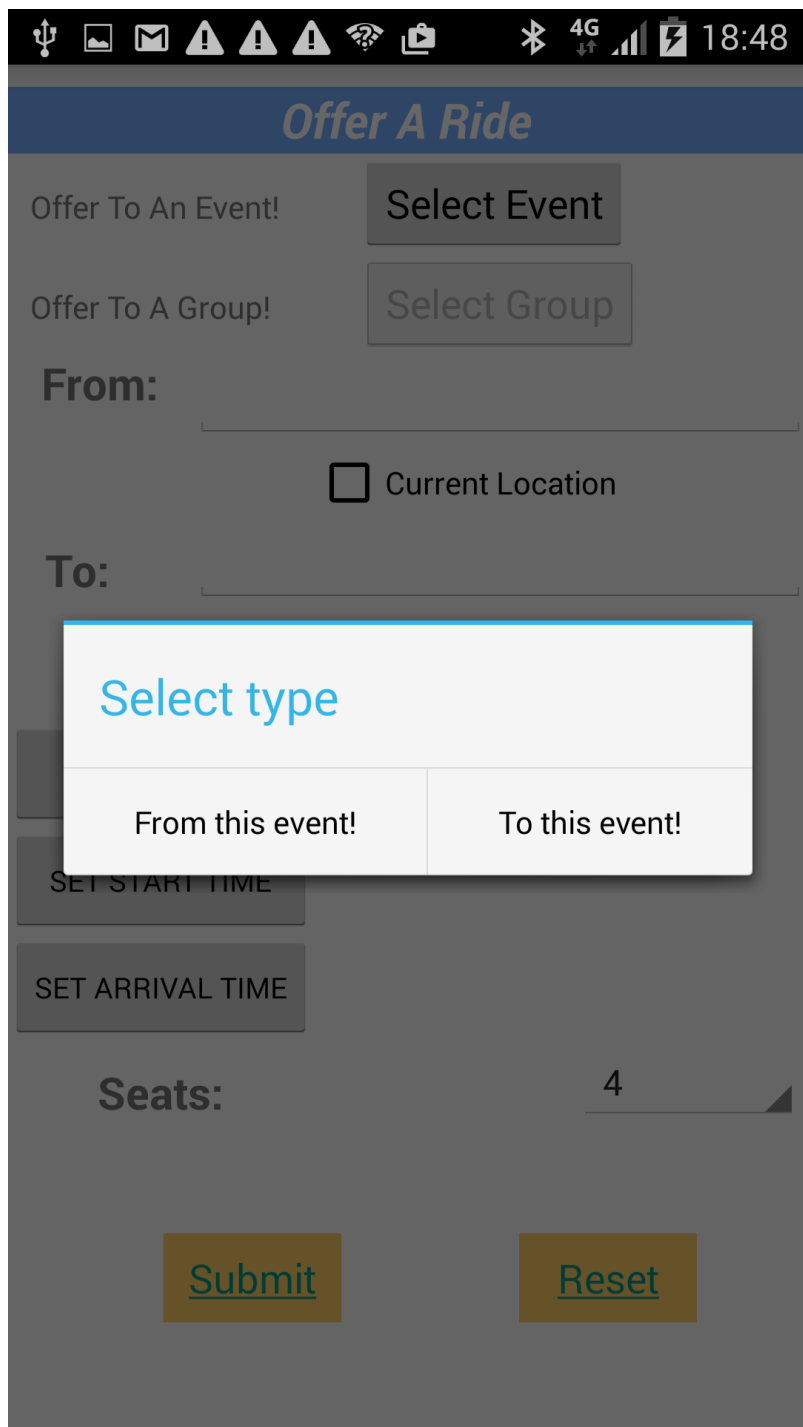 4G 18:48
Offer A Ride
Offer To An Event! Select Event
Offer To A Group! Select Group
From:
Current Location
To:
Select type
From this event! To this event!
SET START TIME
SET ARRIVAL TIME
Seats: 4
Submit Reset